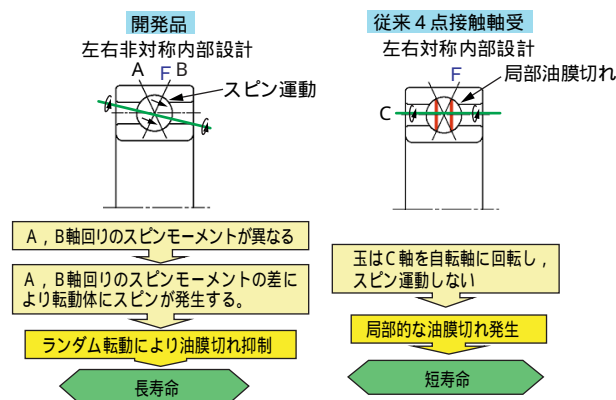 開発品
左右非対称内部設計
A F B
スピン運動
A，B軸回りのスピンモーメントが異なる
A，B軸回りのスピンモーメントの差に
より転動体にスピンが発生する。
ランダム転動により油膜切れ抑制
長寿命
従来4点接触軸受
左右対称内部設計
F
局部油膜切れ
C
玉はC軸を自転軸に回転し，
スピン運動しない
局部的な油膜切れ発生
短寿命